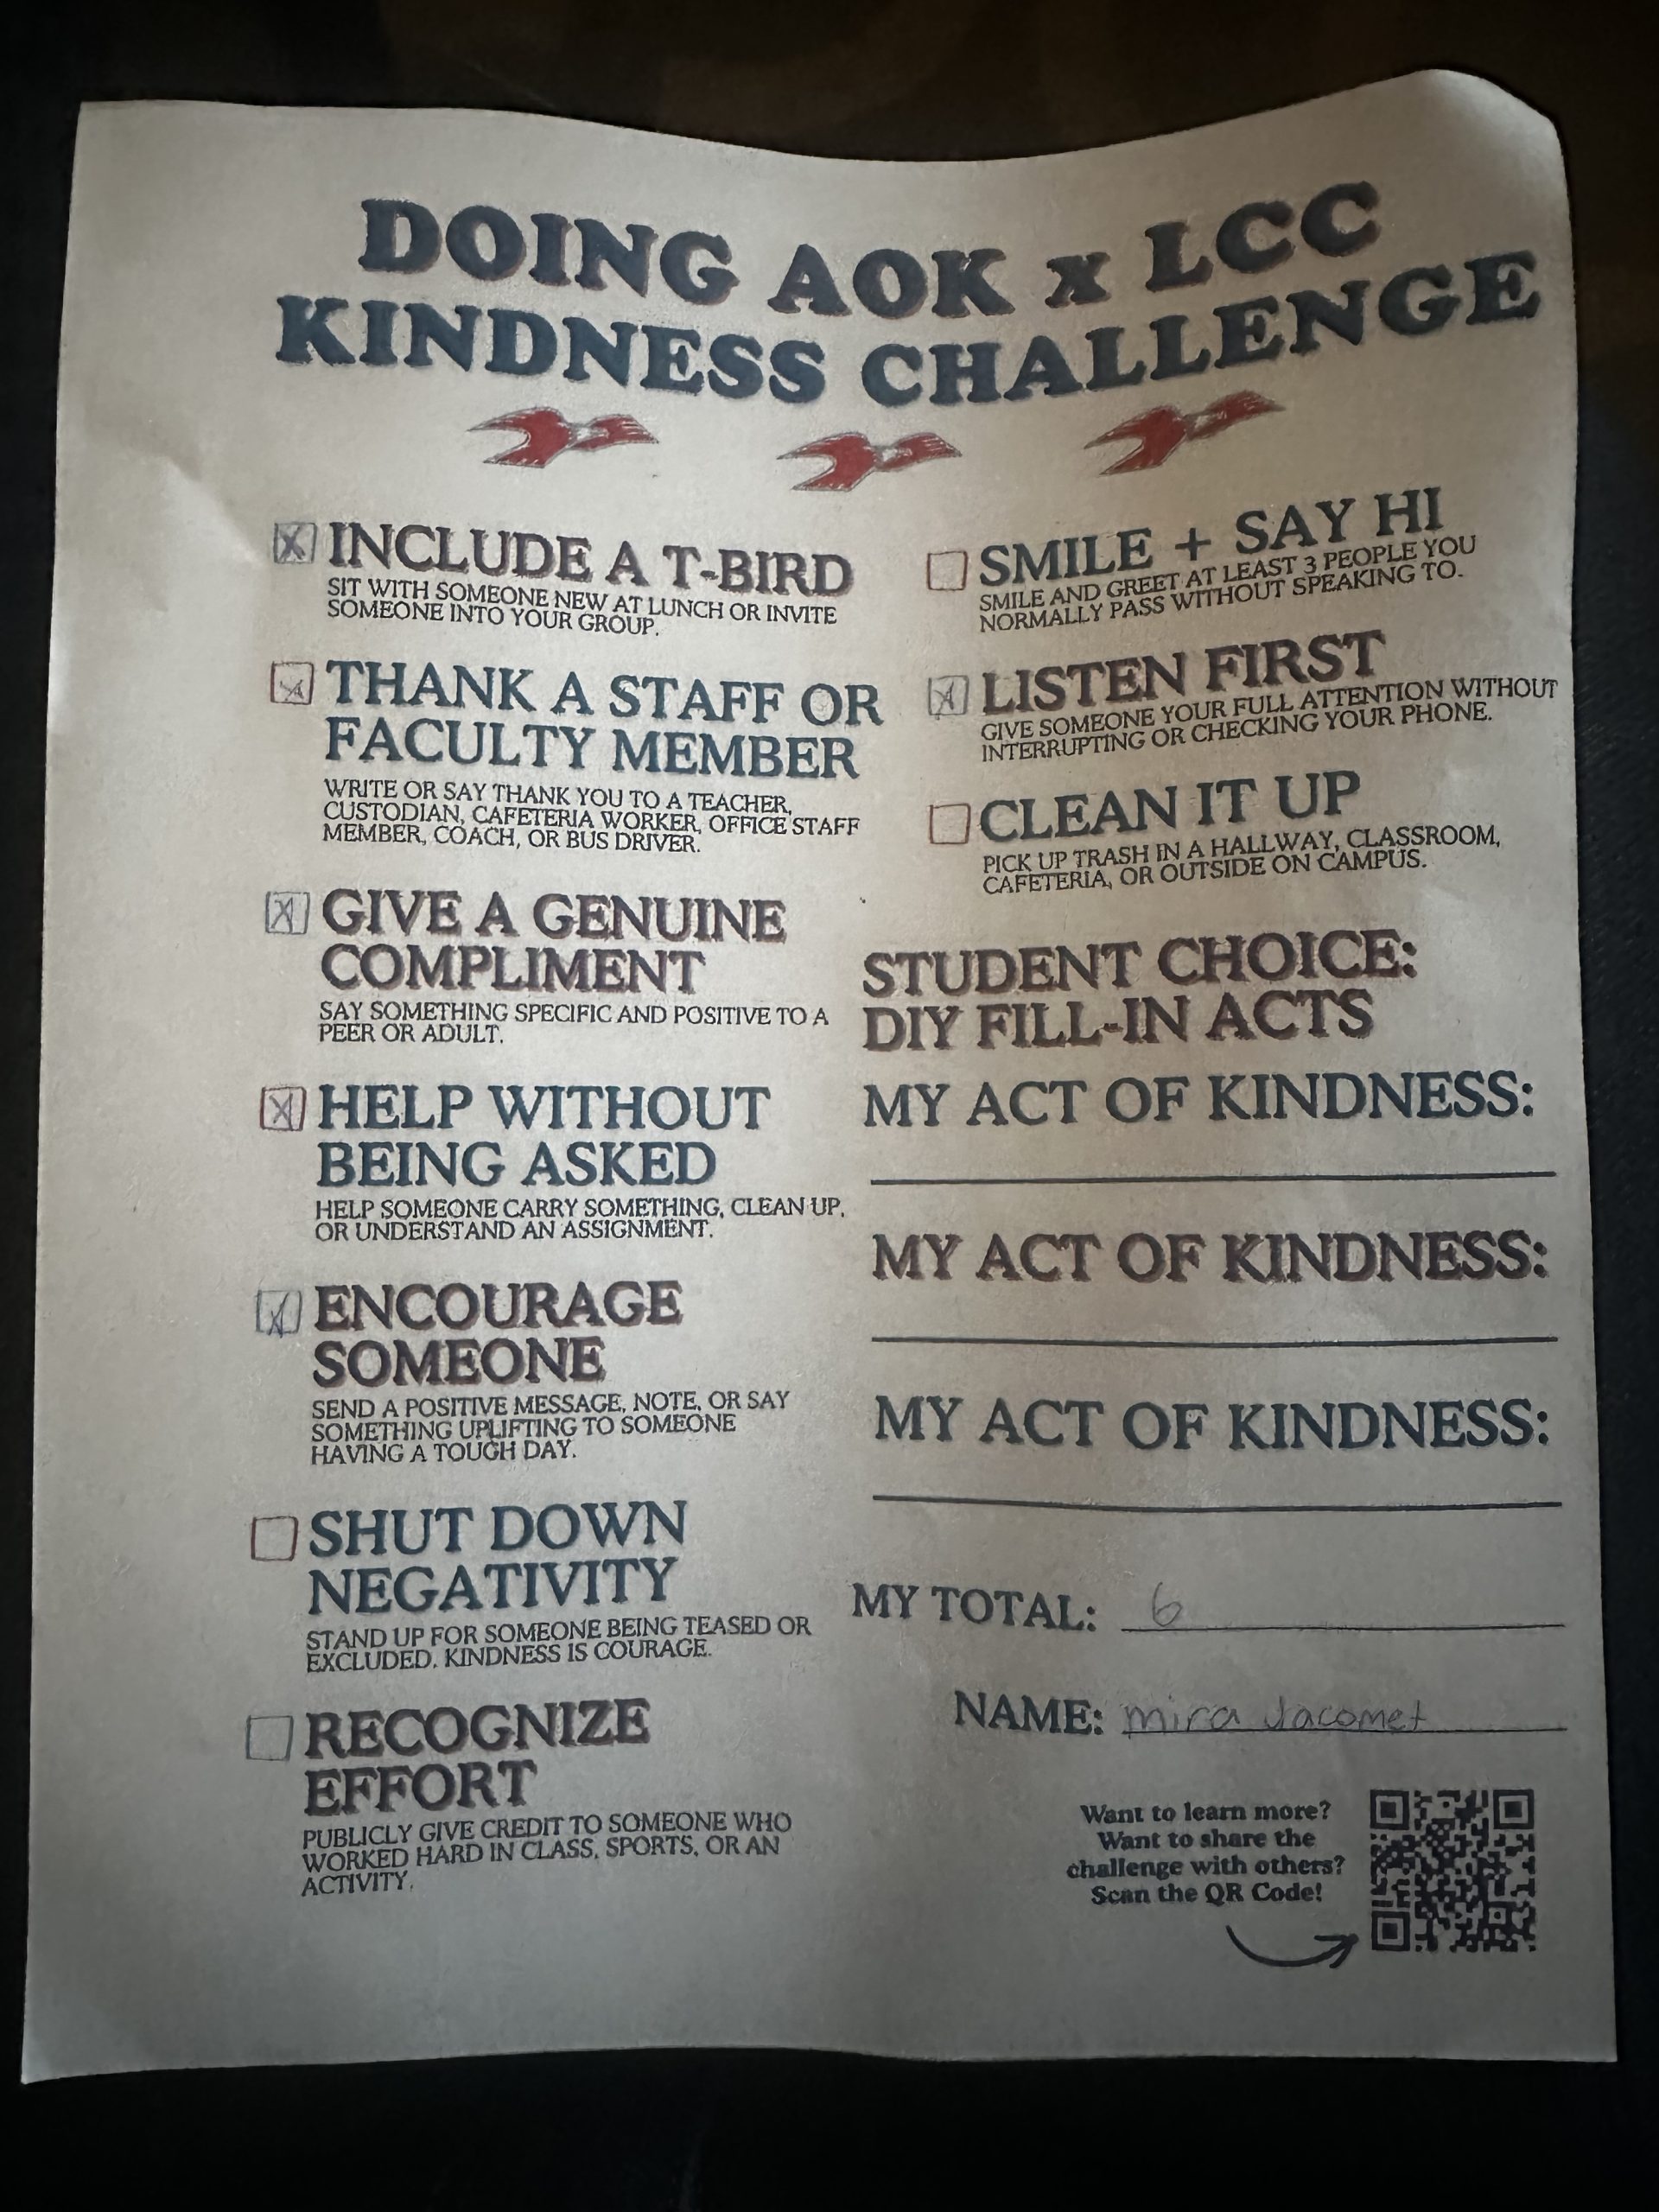 DOING AOK x LCC
KINDNESS CHALLENGE
INCLUDE A T-BIRD
SIT WITH SOMEONE NEW AT LUNCH OR INVITE
SOMEONE INTO YOUR GROUP.
THANK A STAFF OR
FACULTY MEMBER
WRITE OR SAY THANK YOU TO A TEACHER,
CUSTODIAN, CAFETERIA WORKER, OFFICE STAFF
MEMBER, COACH, OR BUS DRIVER.
GIVE A GENUINE
COMPLIMENT
SAY SOMETHING SPECIFIC AND POSITIVE TO A
PEER OR ADULT.
HELP WITHOUT
BEING ASKED
HELP SOMEONE CARRY SOMETHING, CLEAN UP,
OR UNDERSTAND AN ASSIGNMENT.
ENCOURAGE
SOMEONE
SEND A POSITIVE MESSAGE, NOTE, OR SAY
SOMETHING UPLIFTING TO SOMEONE
HAVING A TOUGH DAY.
SHUT DOWN
NEGATIVITY
STAND UP FOR SOMEONE BEING TEASED OR
EXCLUDED. KINDNESS IS COURAGE.
RECOGNIZE
EFFORT
PUBLICLY GIVE CREDIT TO SOMEONE WHO
WORKED HARD IN CLASS, SPORTS, OR AN
ACTIVITY.
SMILE + SAY HI
SMILE AND GREET AT LEAST 3 PEOPLE YOU
NORMALLY PASS WITHOUT SPEAKING TO.
LISTEN FIRST
GIVE SOMEONE YOUR FULL ATTENTION WITHOUT
INTERRUPTING OR CHECKING YOUR PHONE.
CLEAN IT UP
PICK UP TRASH IN A HALLWAY, CLASSROOM,
CAFETERIA, OR OUTSIDE ON CAMPUS.
STUDENT CHOICE:
DIY FILL-IN ACTS
MY ACT OF KINDNESS:
MY ACT OF KINDNESS:
MY ACT OF KINDNESS:
MY TOTAL: 6
NAME: mira Jacomet
Want to learn more?
Want to share the
challenge with others?
Scan the QR Code!